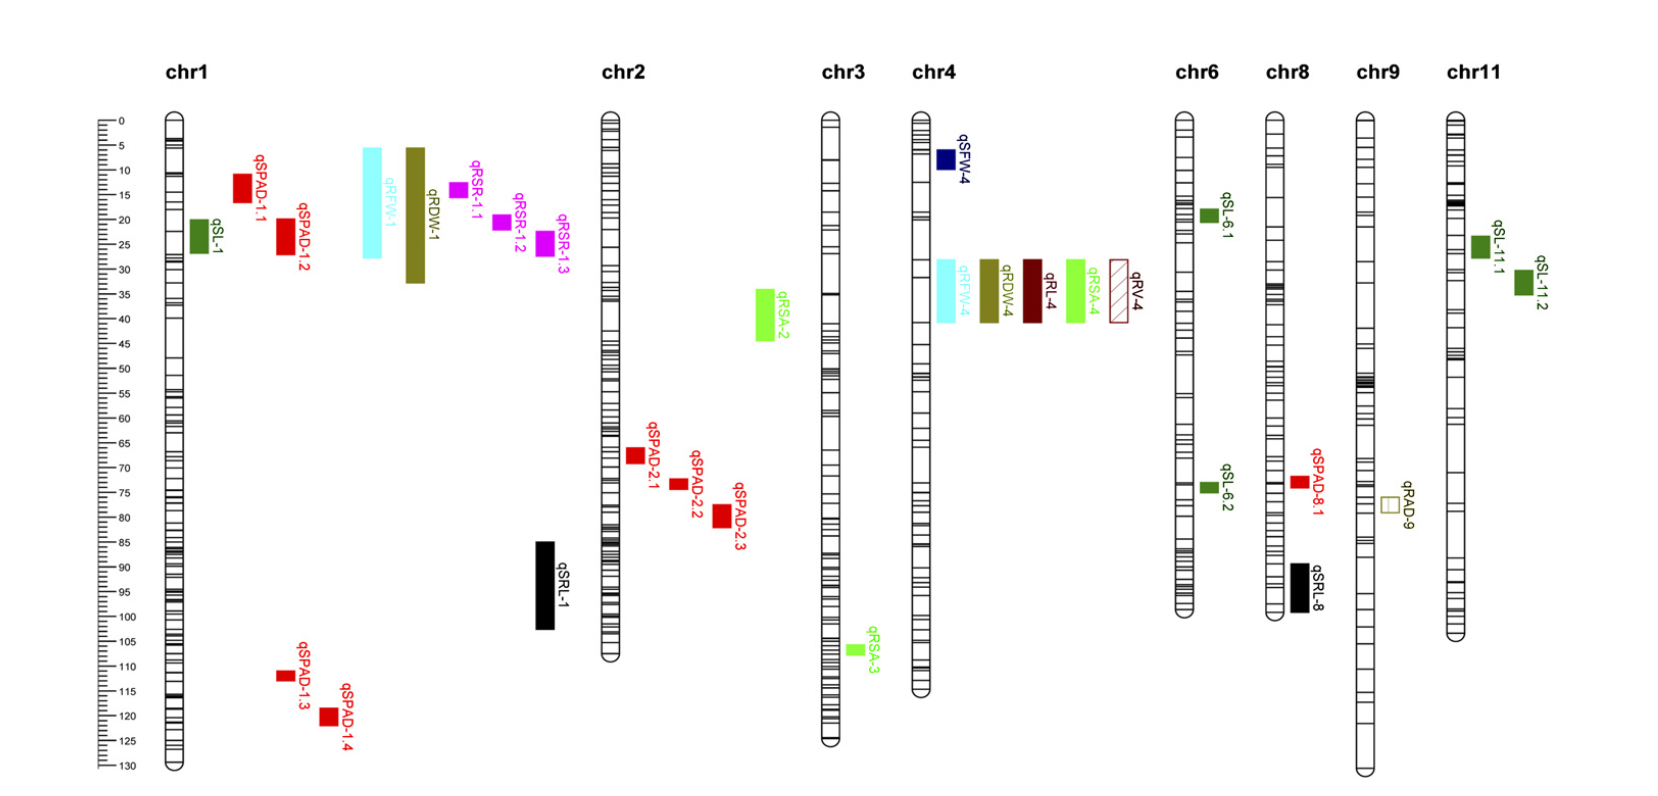 chr1
chr2
chr3
chr4
chr6
chr8
chr9
chr11
0
5
10
15
20
25
30
35
40
45
50
55
60
65
70
75
80
85
90
95
100
105
110
115
120
125
130
qSL-1
qSPAD-1.1
qSPAD-1.2
qSPAD-1.3
qSPAD-1.4
qRFW-1
qRDW-1
qRSR-1.1
qRSR-1.2
qRSR-1.3
qSRL-1
qSPAD-2.1
qSPAD-2.2
qSPAD-2.3
qRSA-2
qRSA-3
qSFW-4
qRFW-4
qRDW-4
qRL-4
qRSA-4
qRV-4
qSL-6.1
qSL-6.2
qSPAD-8.1
qSRL-8
qRAD-9
qSL-11.1
qSL-11.2